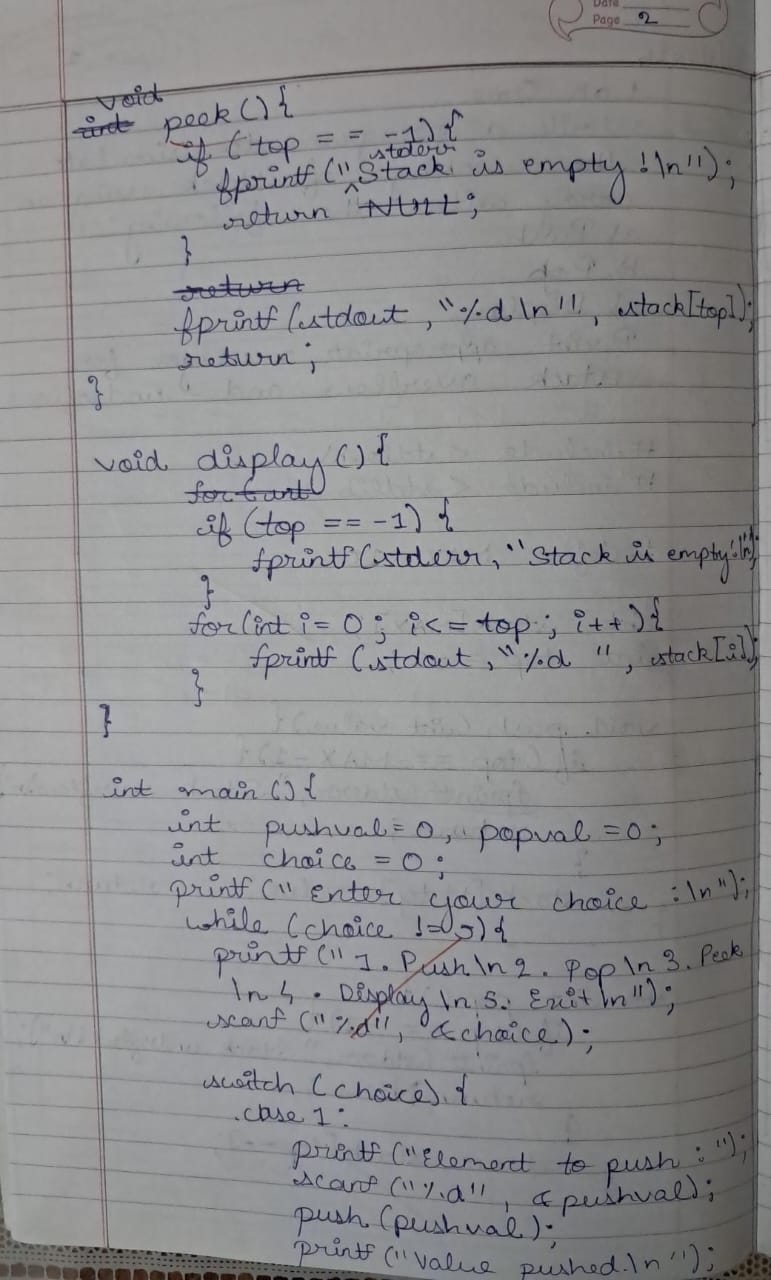 Date
Page 2
void
int peek () {
if (top == -1) {
stderr
fprintf ("Stack is empty !\n");
return NULL;
}
return
fprintf (stdout, "%d\n", stack[top]);
return;
}
void display () {
for (int
if (top == -1) {
fprintf (stderr, "Stack is empty!\n");
}
for (int i = 0; i <= top; i++) {
fprintf (stdout, "%d ", stack[i]);
}
}
int main () {
int pushval = 0, popval = 0;
int choice = 0;
printf ("Enter your choice :\n");
while (choice != 5) {
printf ("1. Push\n2. Pop\n3. Peek
\n4. Display\n5. Exit\n");
scanf ("%d", &choice);
switch (choice) {
case 1:
printf ("Element to push : ");
scanf ("%d", &pushval);
push (pushval);
printf ("Value pushed.\n");